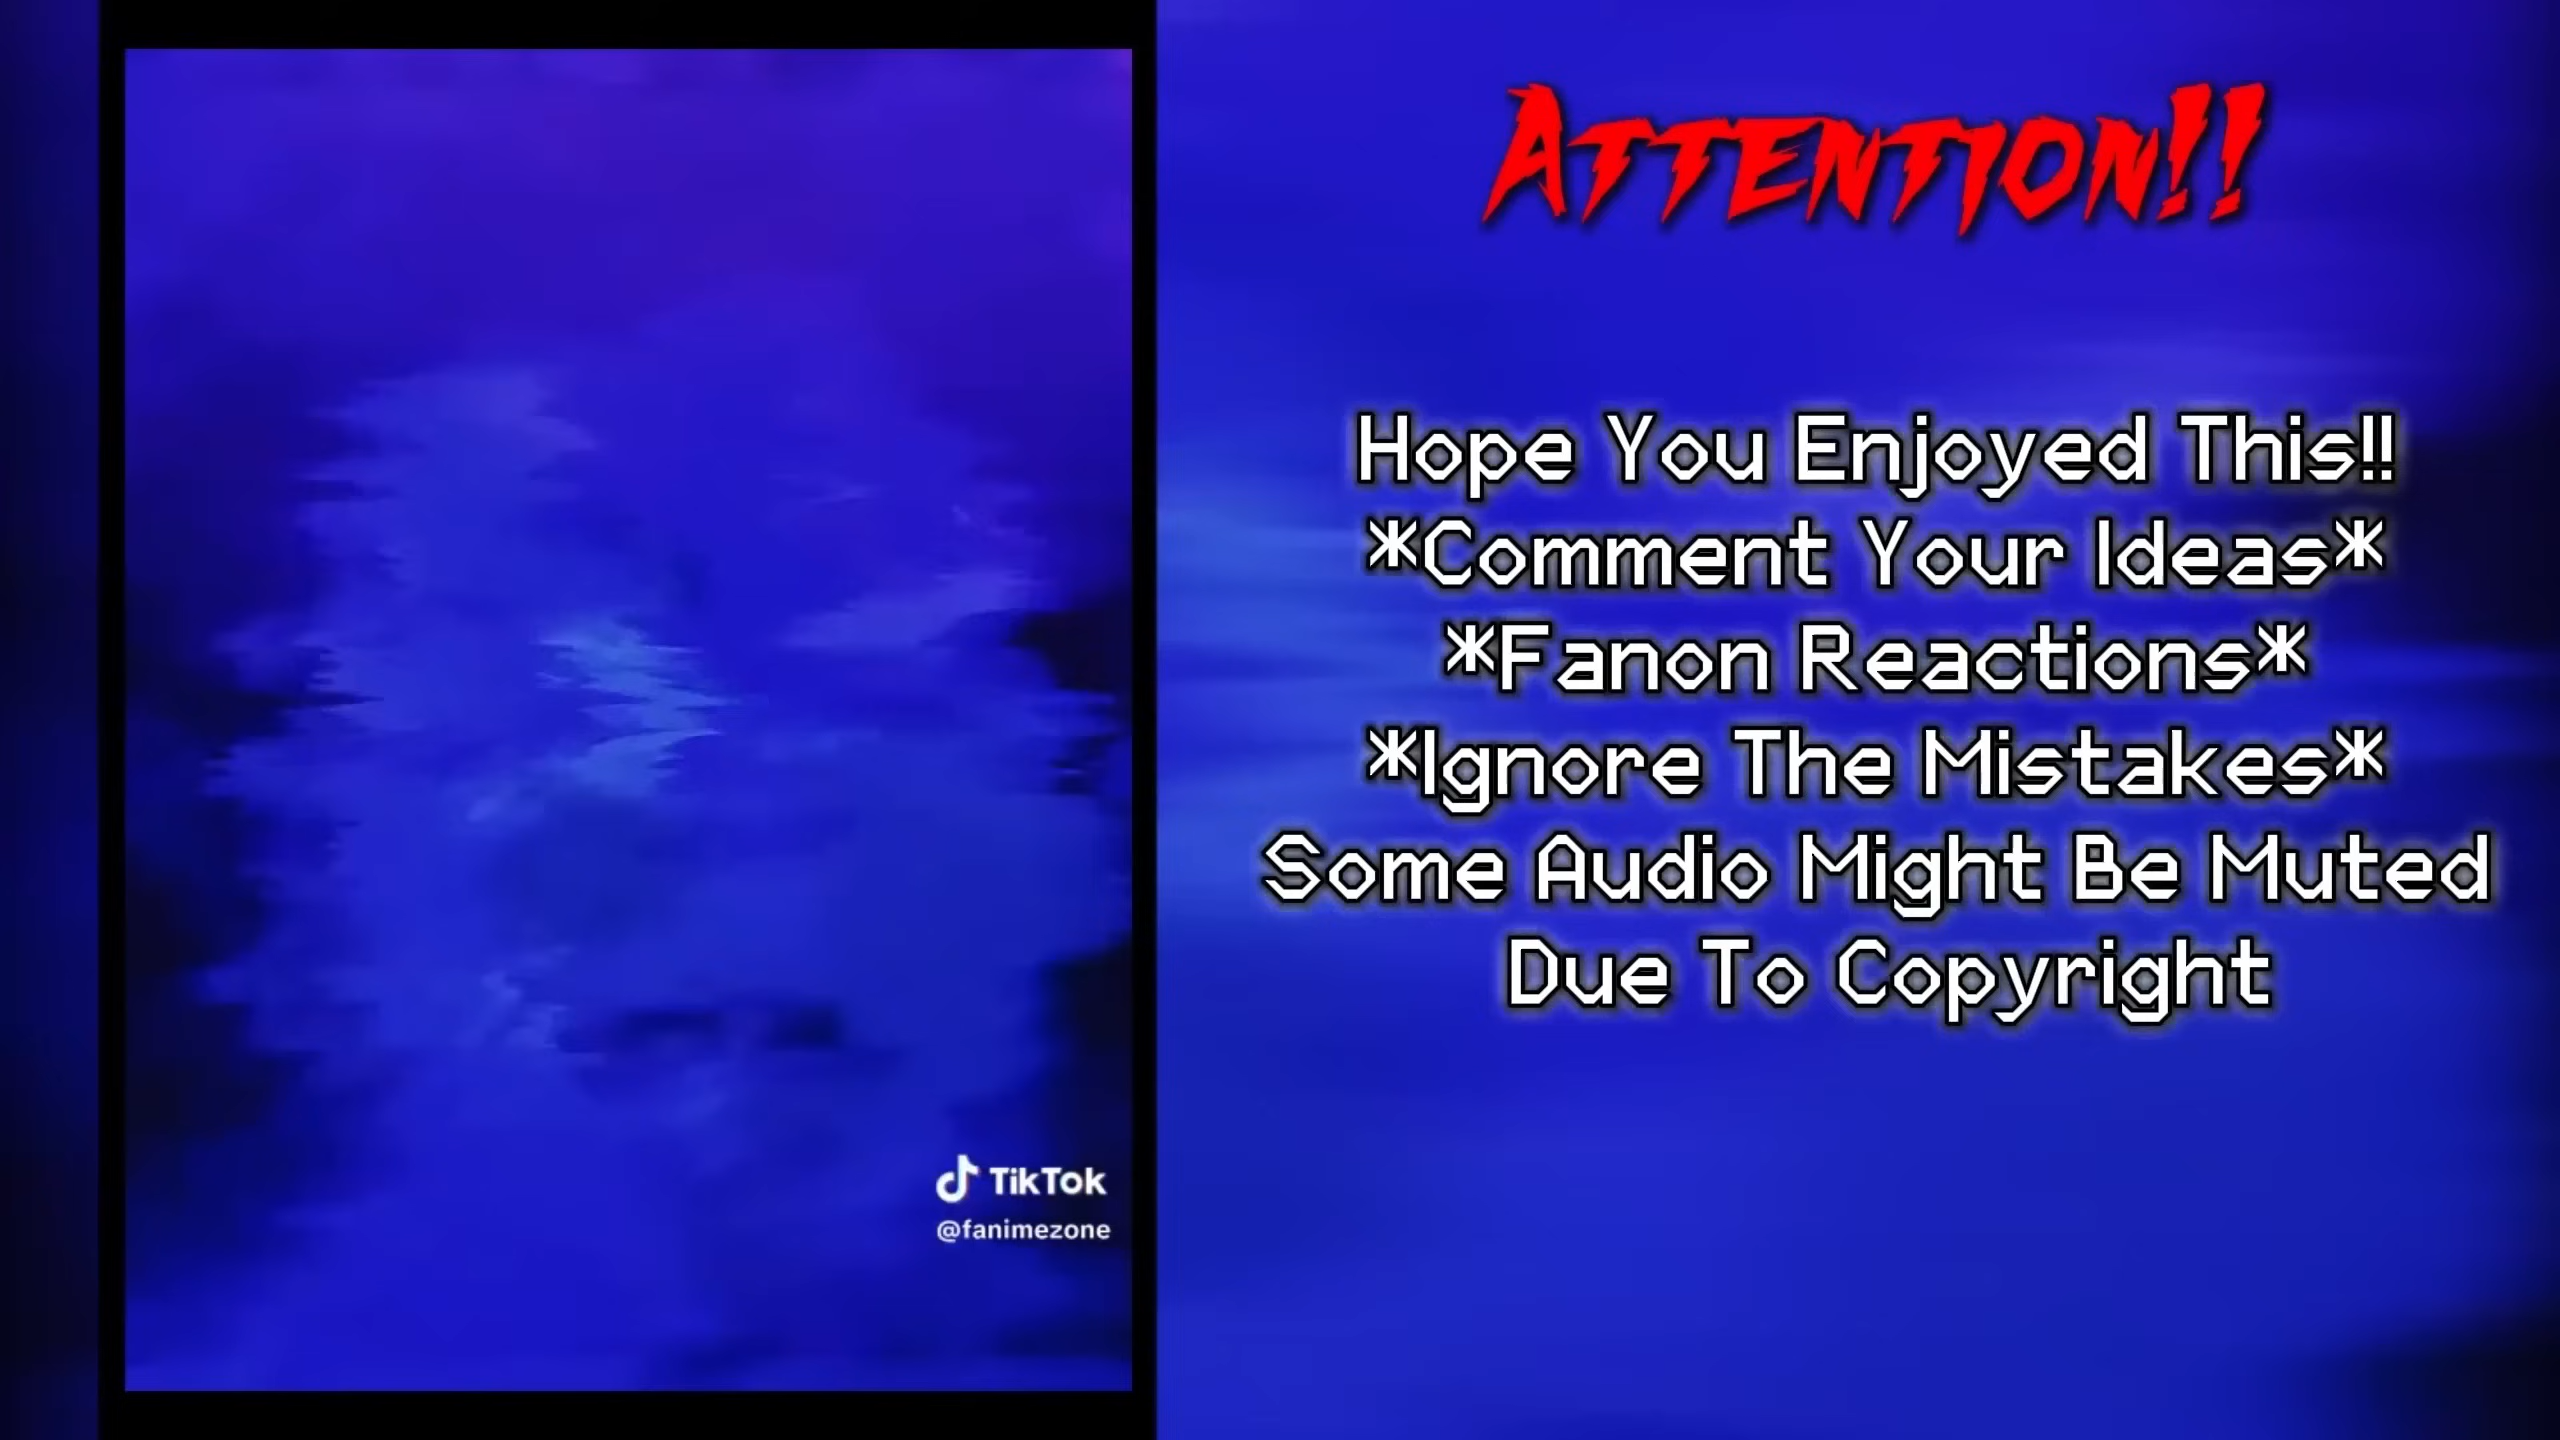 Attention!!
Hope You Enjoyed This!!
*Comment Your Ideas*
*Fanon Reactions*
*Ignore The Mistakes*
Some Audio Might Be Muted
Due To Copyright
TikTok
@fanimezone